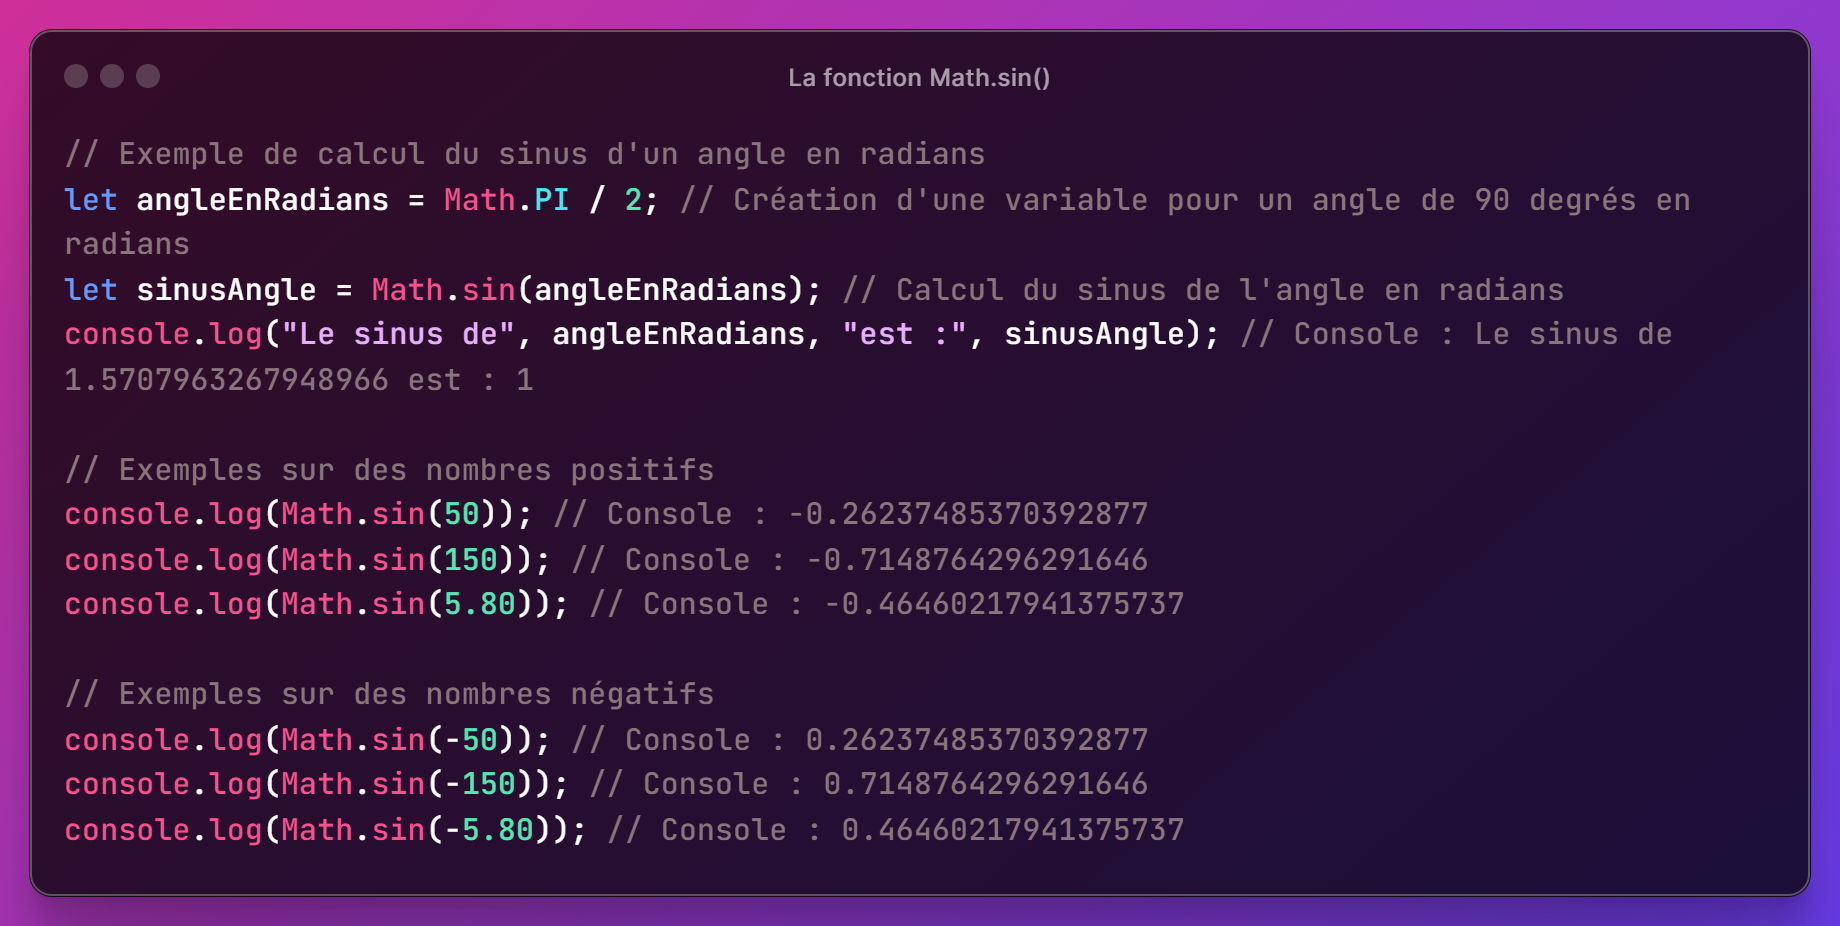 La fonction Math.sin()
// Exemple de calcul du sinus d'un angle en radians
let angleEnRadians = Math.PI / 2; // Création d'une variable pour un angle de 90 degrés en
radians
let sinusAngle = Math.sin(angleEnRadians); // Calcul du sinus de l'angle en radians
console.log("Le sinus de", angleEnRadians, "est :", sinusAngle); // Console : Le sinus de
1.5707963267948966 est : 1
// Exemples sur des nombres positifs
console.log(Math.sin(50)); // Console : -0.26237485370392877
console.log(Math.sin(150)); // Console : -0.7148764296291646
console.log(Math.sin(5.80)); // Console : -0.46460217941375737
// Exemples sur des nombres négatifs
console.log(Math.sin(-50)); // Console : 0.26237485370392877
console.log(Math.sin(-150)); // Console : 0.7148764296291646
console.log(Math.sin(-5.80)); // Console : 0.46460217941375737